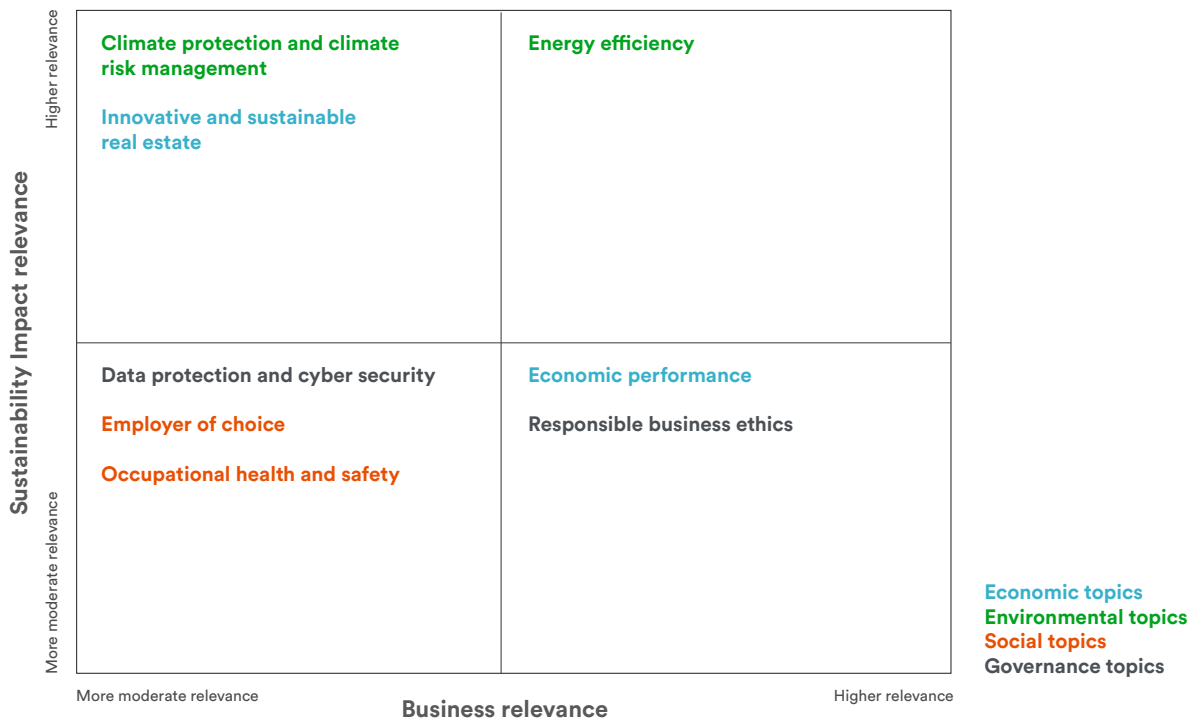 Sustainability Impact relevance
Higher relevance
More moderate relevance
Climate protection and climate
risk management
Innovative and sustainable
real estate
Energy efficiency
Data protection and cyber security
Employer of choice
Occupational health and safety
Economic performance
Responsible business ethics
Economic topics
Environmental topics
Social topics
Governance topics
More moderate relevance
Business relevance
Higher relevance